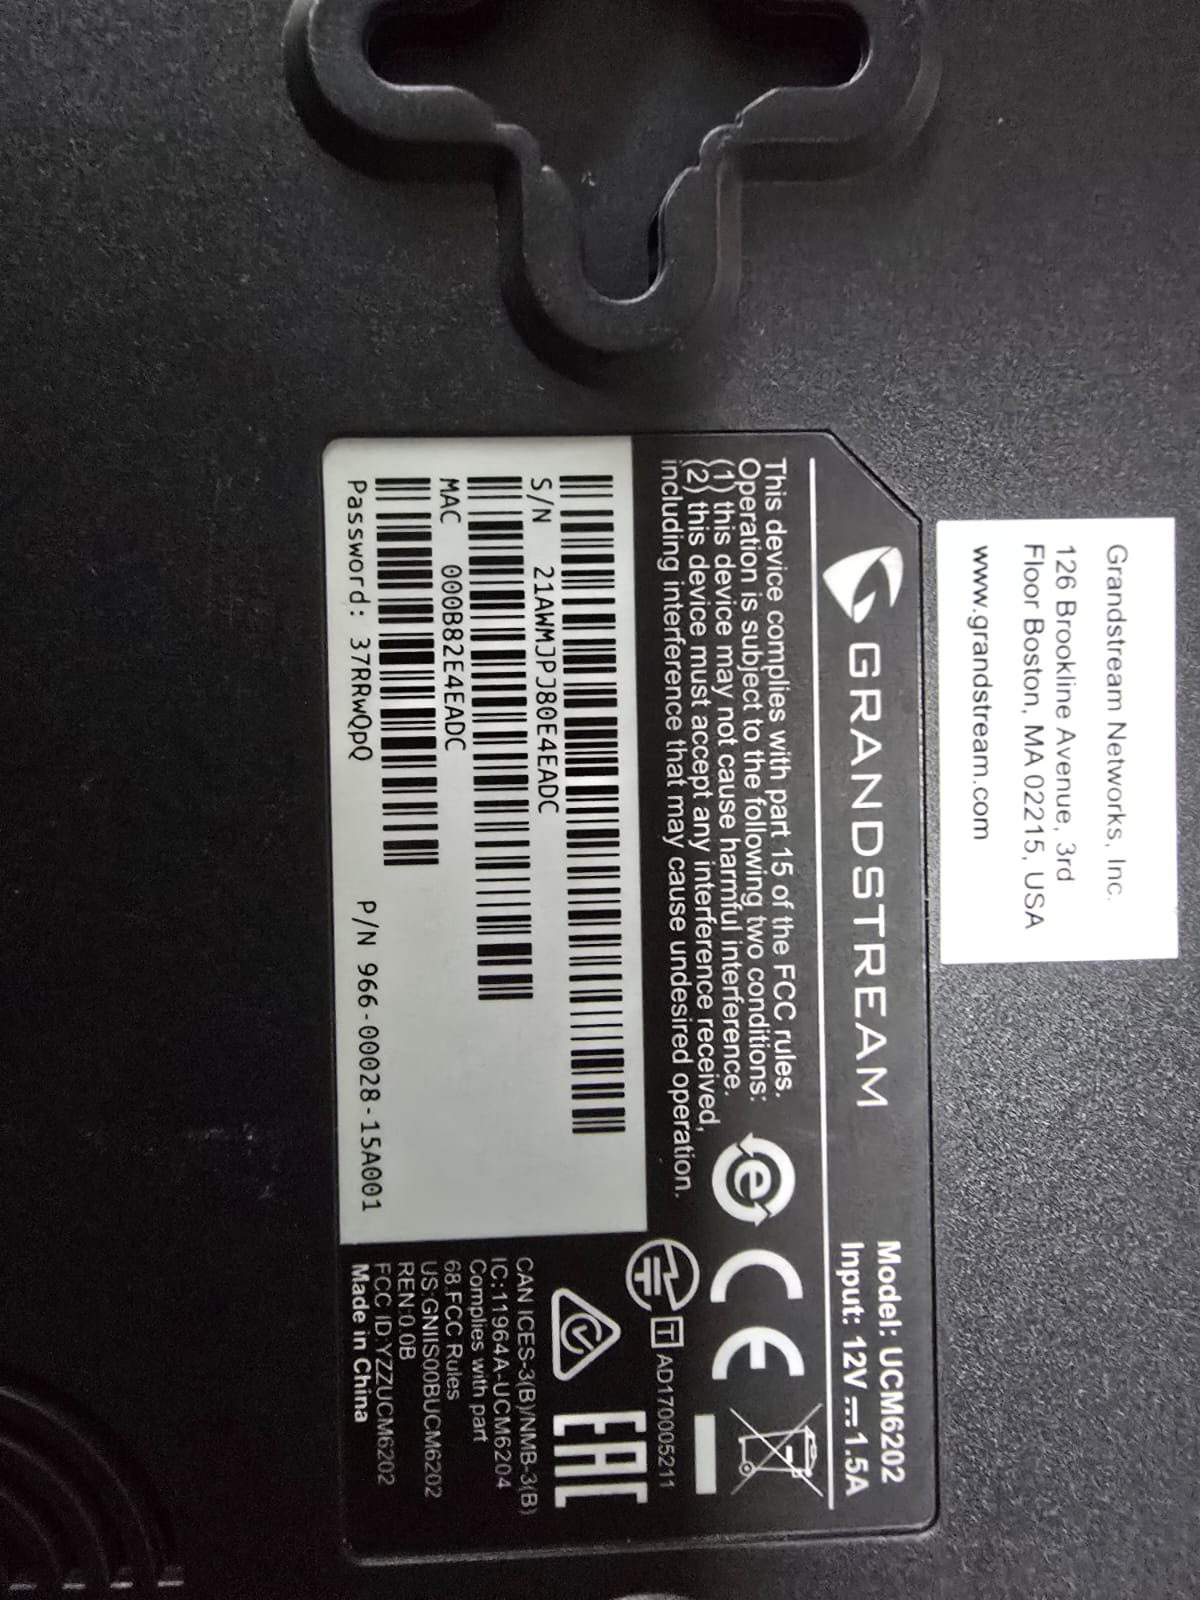 Grandstream Networks, Inc.
126 Brookline Avenue, 3rd
Floor Boston, MA 02215, USA
www.grandstream.com
GRANDSTREAM
Model: UCM6202
Input: 12V⎓1.5A
This device complies with part 15 of the FCC rules.
Operation is subject to the following two conditions:
(1) this device may not cause harmful interference.
(2) this device must accept any interference received,
including interference that may cause undesired operation.
e
CE
T AD170005211
EAC
S/N 21AWMJPJ80E4EADC
MAC 000B82E4EADC
Password: 37RRwQpQ
P/N 966-00028-15A001
CAN ICES-3(B)/NMB-3(B)
IC:11964A-UCM6204
Complies with part
68,FCC Rules
US:GNIIS00BUCM6202
REN:0.0B
FCC ID:YZZUCM6202
Made in China